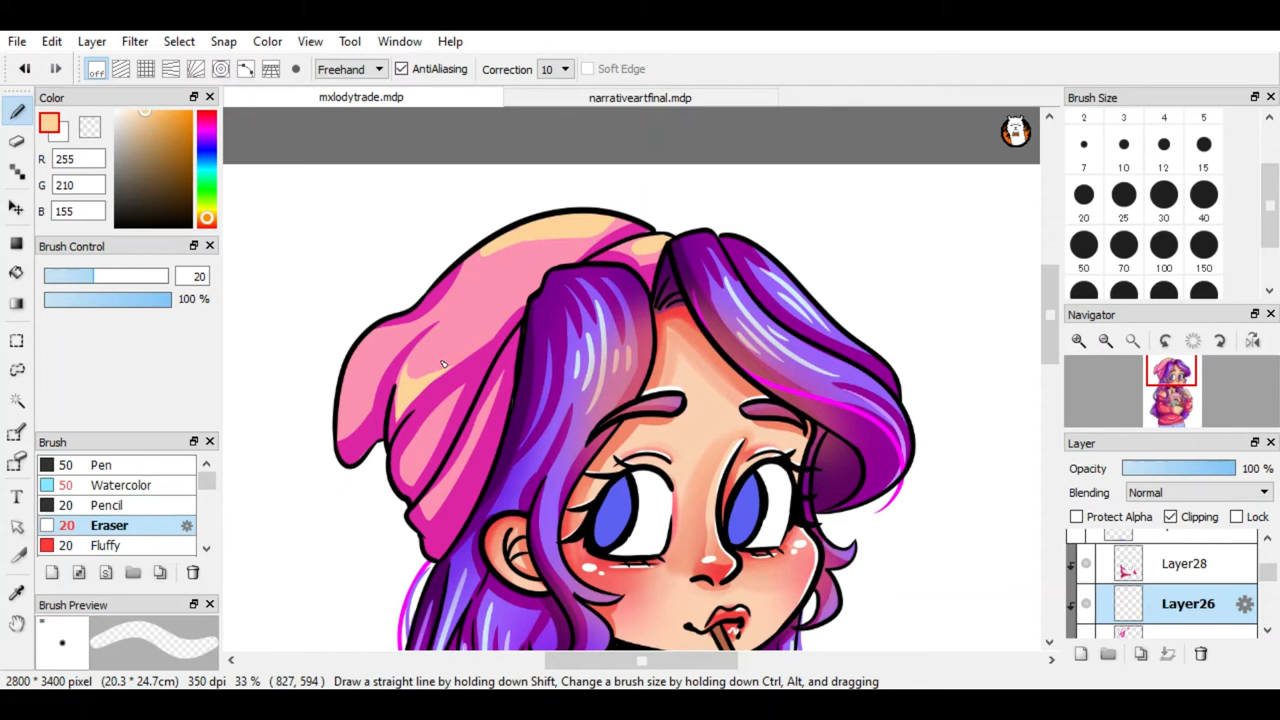 File Edit Layer Filter Select Snap Color View Tool Window Help
off Freehand AntiAliasing Correction 10 Soft Edge
Color mxlodytrade.mdp narrativeartfinal.mdp Brush Size
2 3 4 5
R 255
7 10 12 15
G 210
B 155
20 25 30 40
Brush Control
20
50 70 100 150
100 %
Navigator
Brush Layer
50 Pen
Opacity 100 %
50 Watercolor
Blending Normal
20 Pencil
Protect Alpha Clipping Lock
20 Eraser
20 Fluffy
Layer28
Brush Preview
Layer26
2800 * 3400 pixel (20.3 * 24.7cm) 350 dpi 33 % ( 827, 594 ) Draw a straight line by holding down Shift, Change a brush size by holding down Ctrl, Alt, and dragging